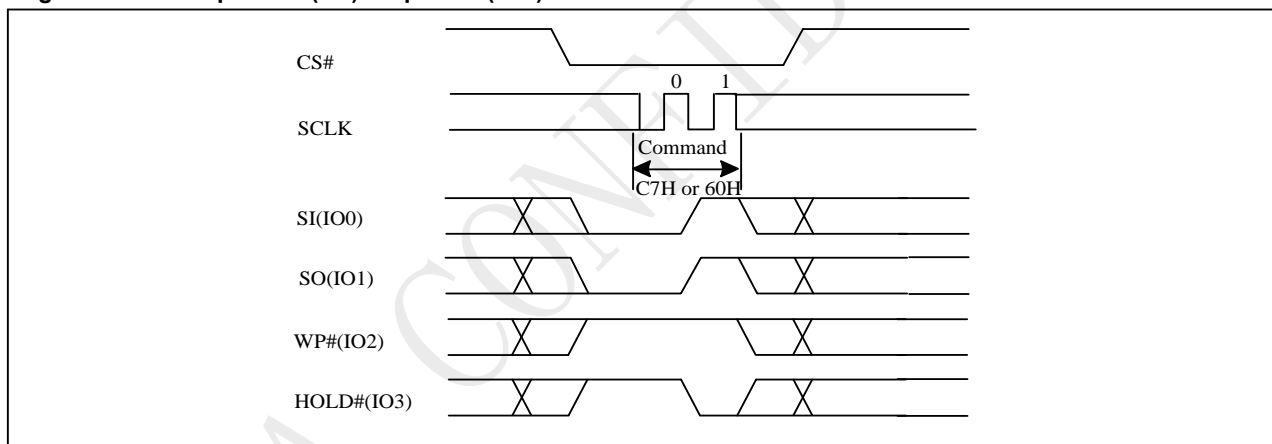 CS#
0 1
SCLK
Command
C7H or 60H
SI(IO0)
SO(IO1)
WP#(IO2)
HOLD#(IO3)